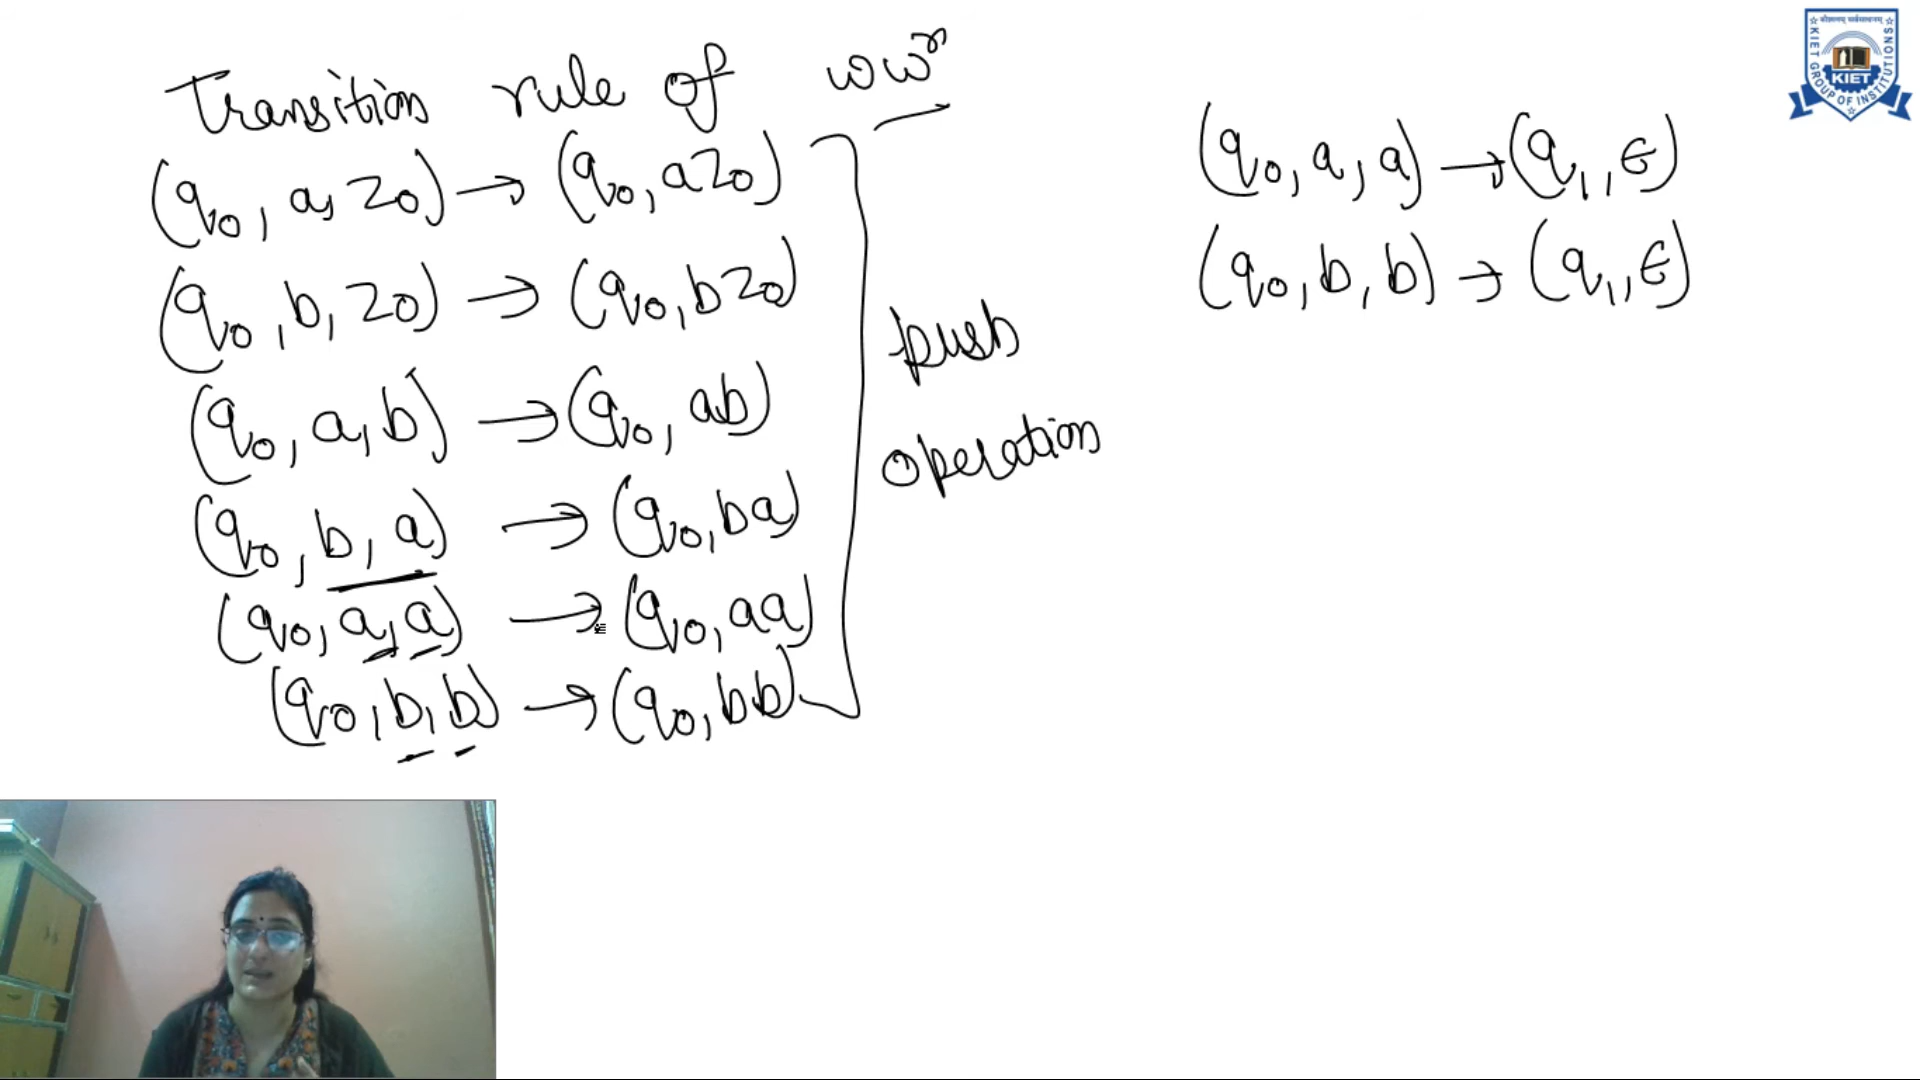 Transition rule of ww^r
(q0, a, z0) → (q0, az0)
(q0, b, z0) → (q0, bz0)
(q0, a, b) → (q0, ab)
(q0, b, a) → (q0, ba)
(q0, a, a) → (q0, aa)
(q0, b, b) → (q0, bb)
push
operation
(q0, a, a) → (q1, ε)
(q0, b, b) → (q1, ε)
KIET
KIET GROUP OF INSTITUTIONS